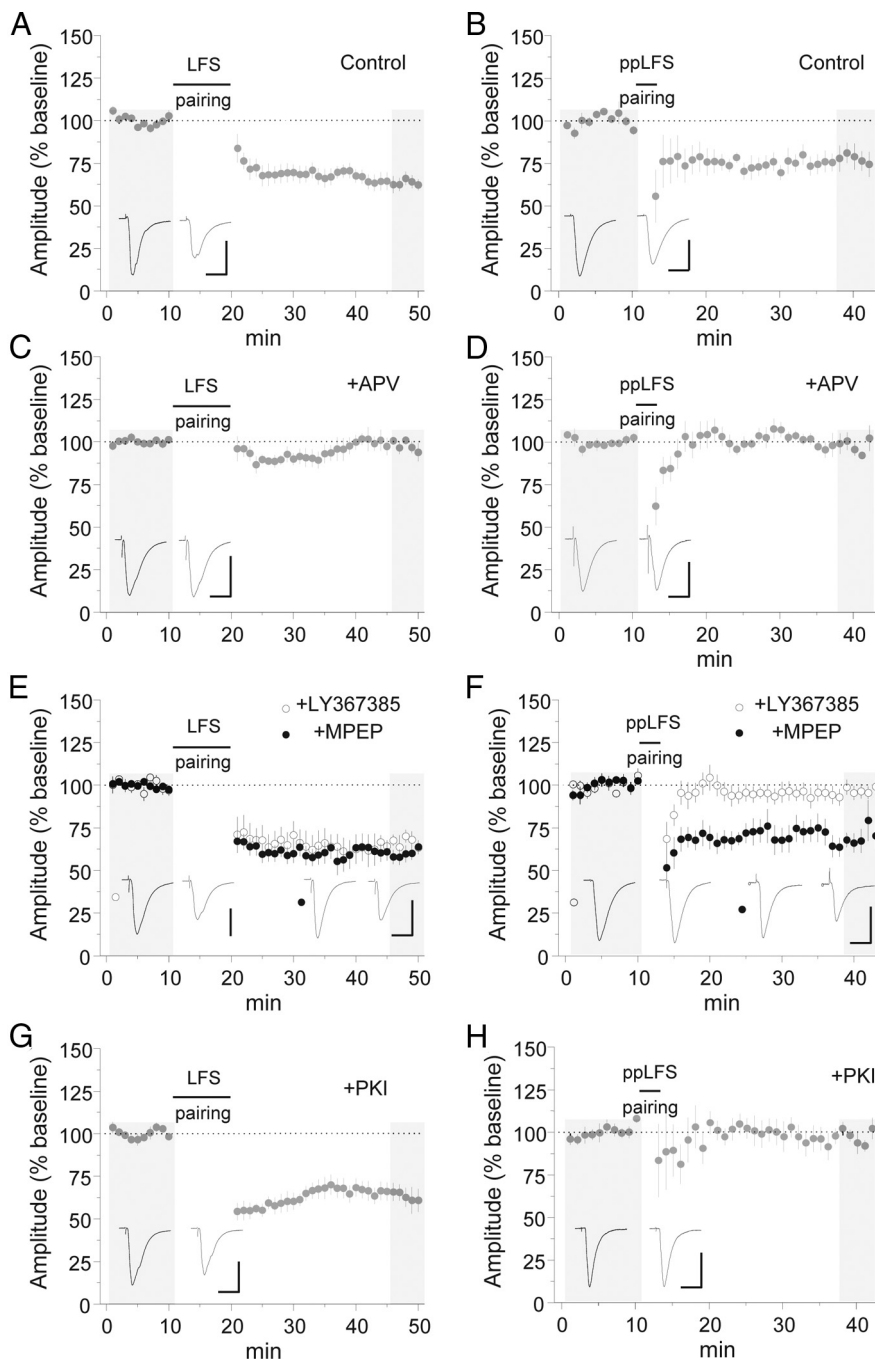 A
Amplitude (% baseline)
150
125
100
75
50
25
0
LFS
pairing
Control
0 10 20 30 40 50
min
B
Amplitude (% baseline)
150
125
100
75
50
25
0
ppLFS
pairing
Control
0 10 20 30 40
min
C
Amplitude (% baseline)
150
125
100
75
50
25
0
LFS
pairing
+APV
0 10 20 30 40 50
min
D
Amplitude (% baseline)
150
125
100
75
50
25
0
ppLFS
pairing
+APV
0 10 20 30 40
min
E
Amplitude (% baseline)
150
125
100
75
50
25
0
LFS
pairing
+LY367385
+MPEP
0 10 20 30 40 50
min
F
Amplitude (% baseline)
150
125
100
75
50
25
0
ppLFS
pairing
+LY367385
+MPEP
0 10 20 30 40
min
G
Amplitude (% baseline)
150
125
100
75
50
25
0
LFS
pairing
+PKI
0 10 20 30 40 50
min
H
Amplitude (% baseline)
150
125
100
75
50
25
0
ppLFS
pairing
+PKI
0 10 20 30 40
min